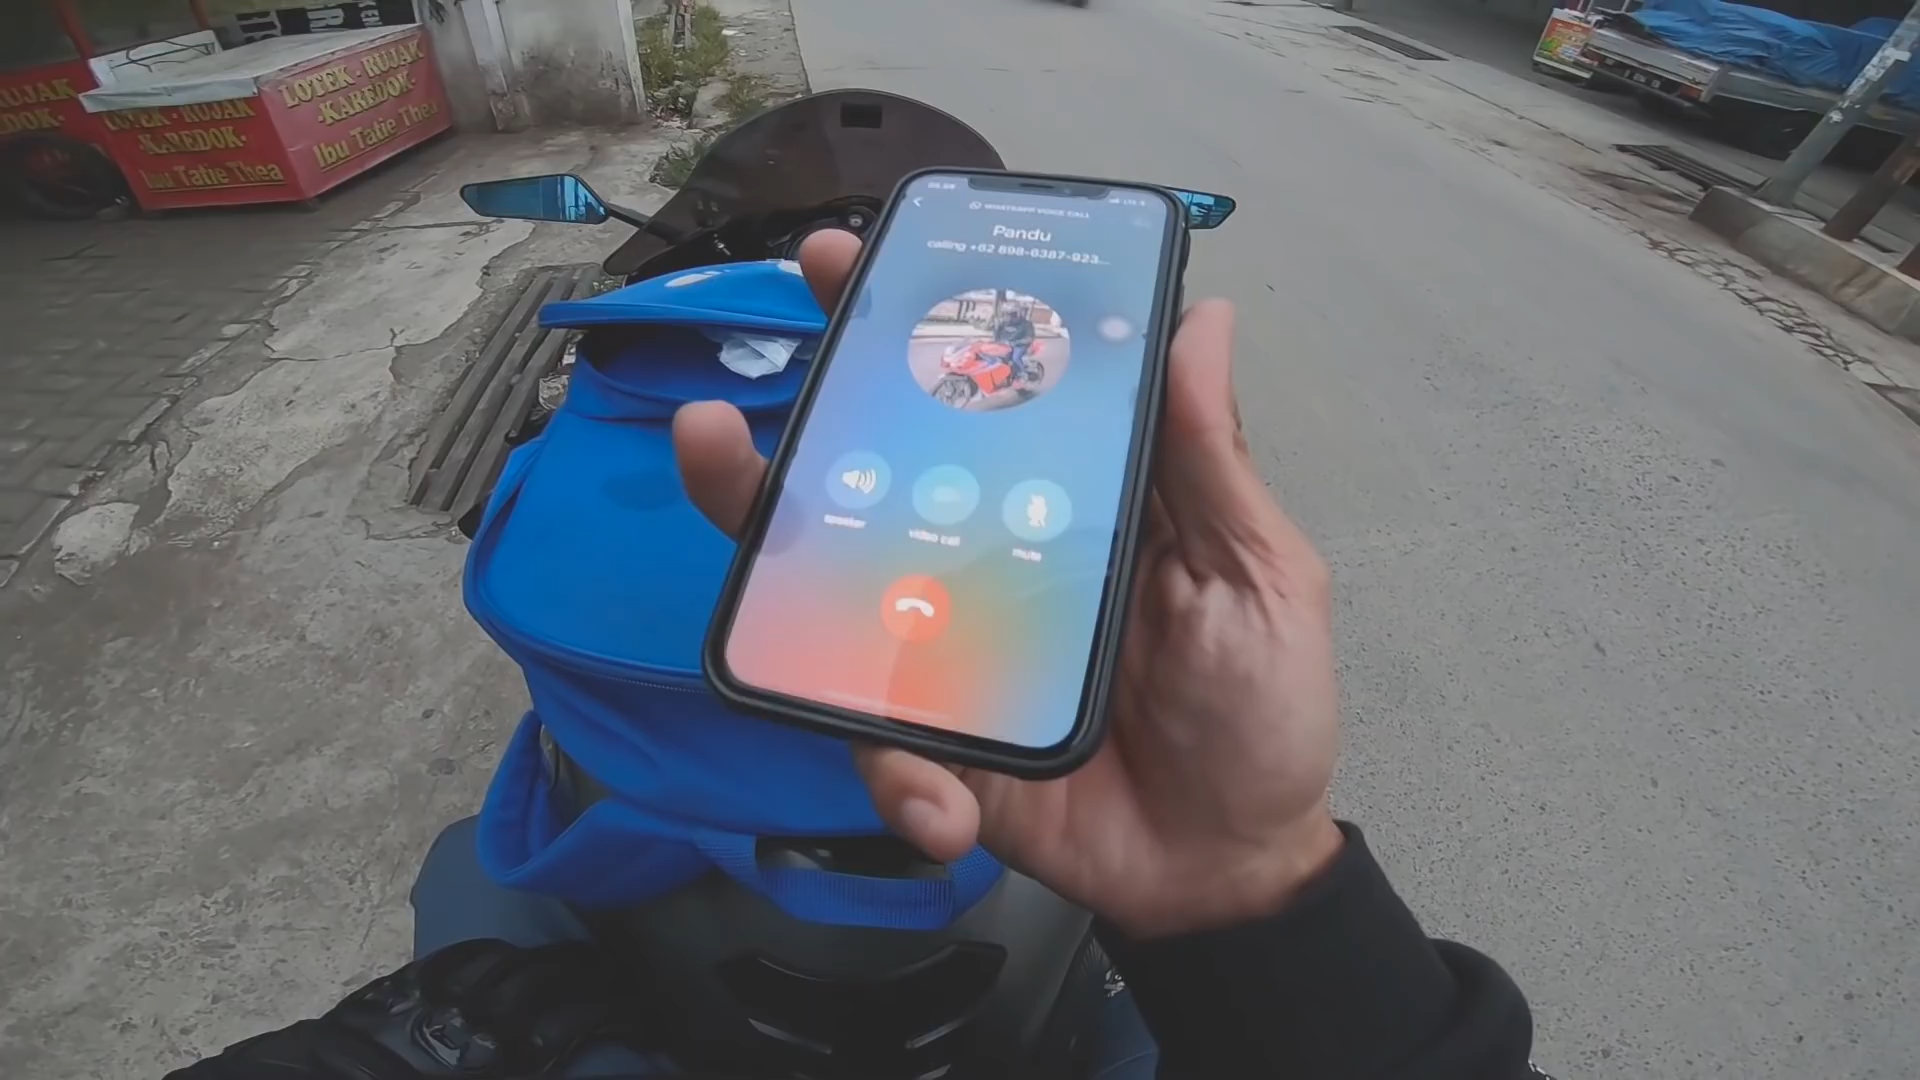 LOTEK - RUJAK
-KAREDOK-
Ibu Tatie Thea
RUJAK
DOK-
LOTEK - RUJAK
-KAREDOK-
Ibu Tatie Thea
WHATSAPP VOICE CALL
Pandu
calling +62 898-6387-923...
speaker
video call
mute